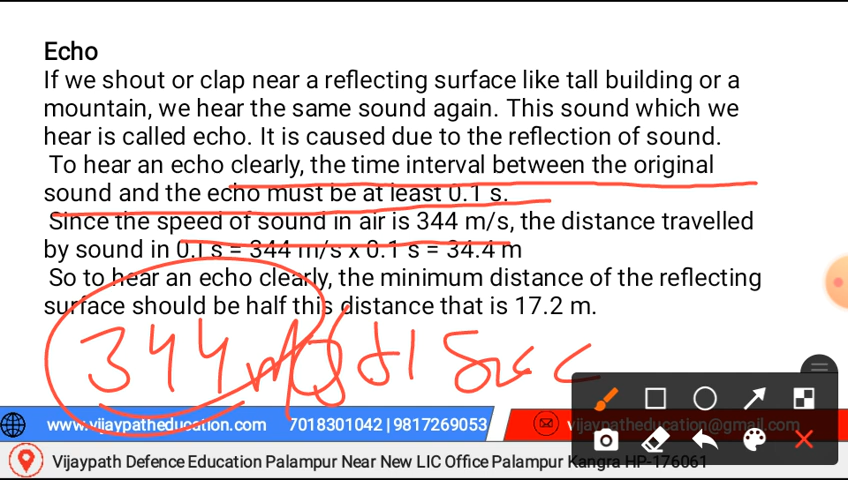 Echo
If we shout or clap near a reflecting surface like tall building or a
mountain, we hear the same sound again. This sound which we
hear is called echo. It is caused due to the reflection of sound.
To hear an echo clearly, the time interval between the original
sound and the echo must be at least 0.1 s.
Since the speed of sound in air is 344 m/s, the distance travelled
by sound in 0.1 s = 344 m/s x 0.1 s = 34.4 m
So to hear an echo clearly, the minimum distance of the reflecting
surface should be half this distance that is 17.2 m.
344
www.vijaypatheducation.com 7018301042 | 9817269053 vijaypatheducation@gmail.com
Vijaypath Defence Education Palampur Near New LIC Office Palampur Kangra HP-176061